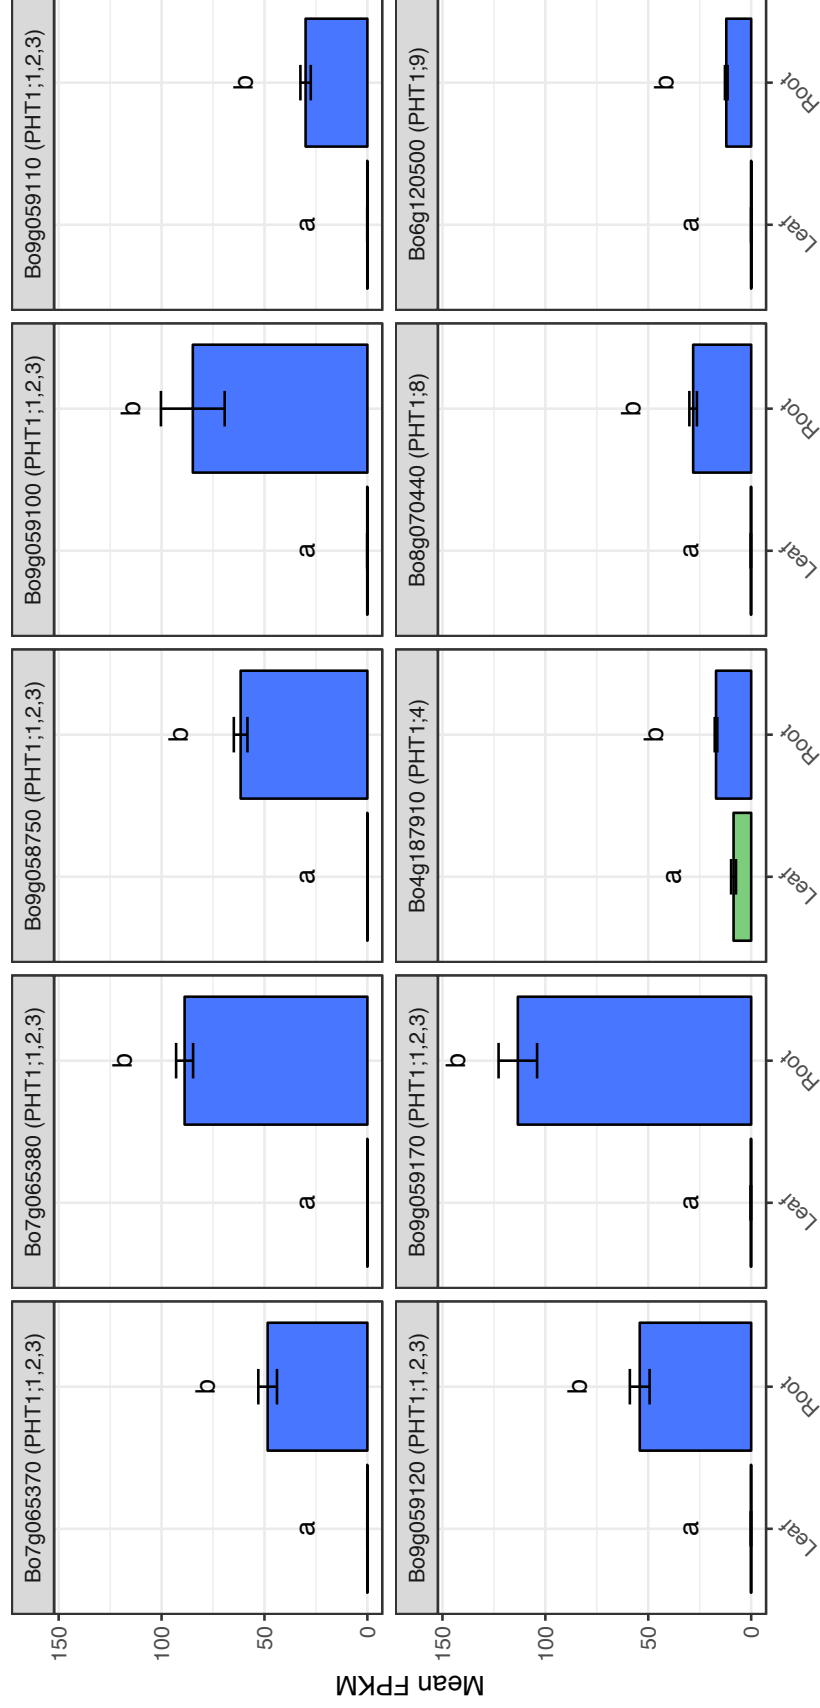 Bo7g065370 (PHT1;1,2,3)
Bo7g065380 (PHT1;1,2,3)
Bo9g058750 (PHT1;1,2,3)
Bo9g059100 (PHT1;1,2,3)
Bo9g059110 (PHT1;1,2,3)
150
100
50
0
a
b
a
b
a
b
a
b
a
b
Bo9g059120 (PHT1;1,2,3)
Bo9g059170 (PHT1;1,2,3)
Bo4g187910 (PHT1;4)
Bo8g070440 (PHT1;8)
Bo6g120500 (PHT1;9)
150
100
50
0
a
b
a
b
a
b
a
b
a
b
Leaf
Root
Leaf
Root
Leaf
Root
Leaf
Root
Leaf
Root
Mean FPKM